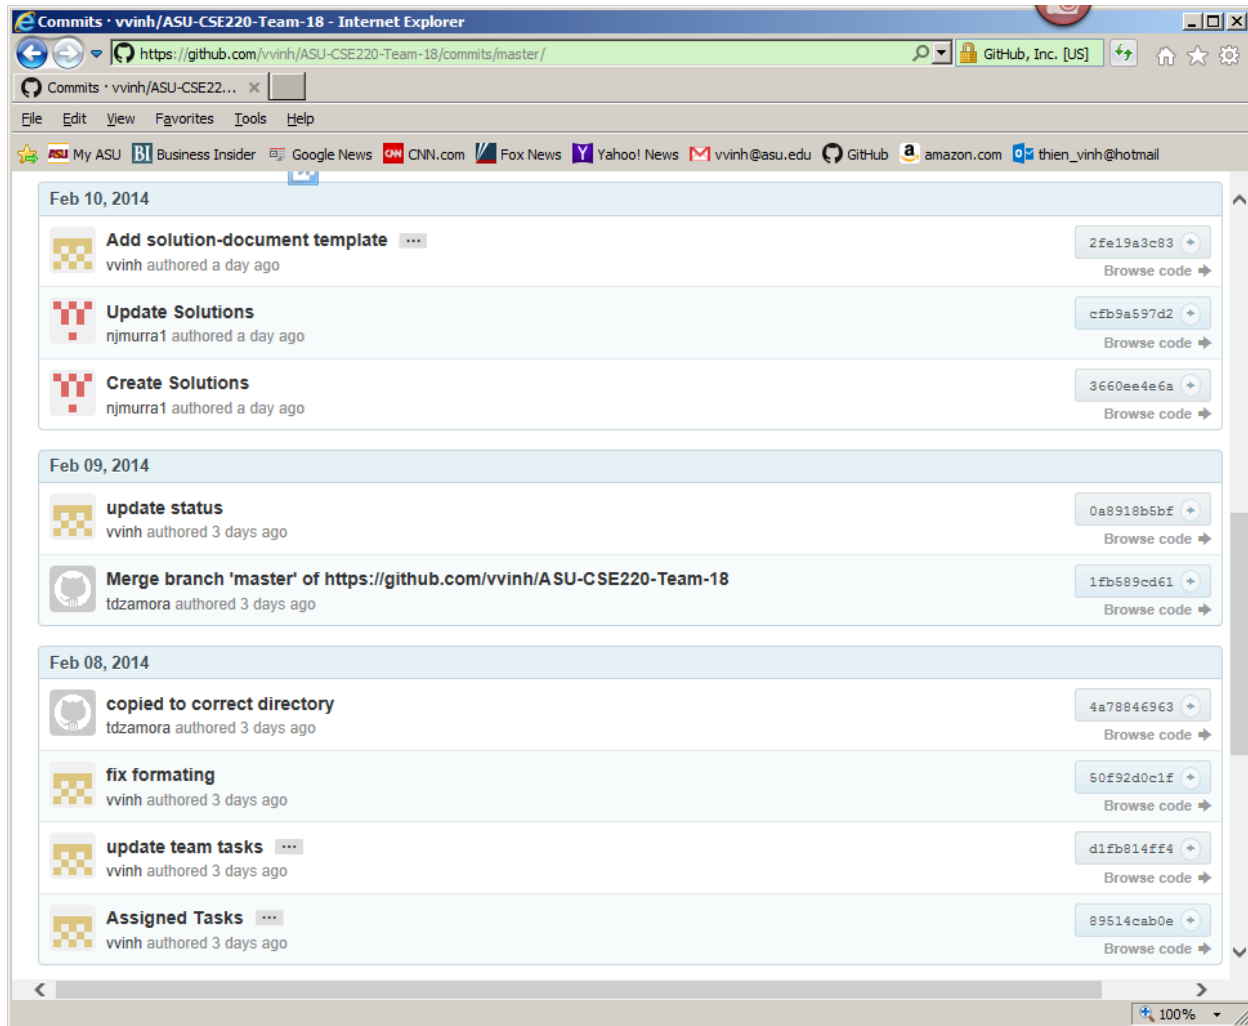 Commits · vvinh/ASU-CSE220-Team-18 - Internet Explorer
https://github.com/vvinh/ASU-CSE220-Team-18/commits/master/
GitHub, Inc. [US]
Commits · vvinh/ASU-CSE22...
File Edit View Favorites Tools Help
ASU My ASU BI Business Insider Google News CNN CNN.com Fox News Y Yahoo! News vvinh@asu.edu GitHub a amazon.com thien_vinh@hotmail
Feb 10, 2014
Add solution-document template ...
2fe19a3c83
vvinh authored a day ago
Browse code
Update Solutions
cfb9a597d2
njmurra1 authored a day ago
Browse code
Create Solutions
3660ee4e6a
njmurra1 authored a day ago
Browse code
Feb 09, 2014
update status
0a8918b5bf
vvinh authored 3 days ago
Browse code
Merge branch 'master' of https://github.com/vvinh/ASU-CSE220-Team-18
1fb589cd61
tdzamora authored 3 days ago
Browse code
Feb 08, 2014
copied to correct directory
4a78846963
tdzamora authored 3 days ago
Browse code
fix formating
50f92d0c1f
vvinh authored 3 days ago
Browse code
update team tasks ...
d1fb814ff4
vvinh authored 3 days ago
Browse code
Assigned Tasks ...
89514cab0e
vvinh authored 3 days ago
Browse code
100%